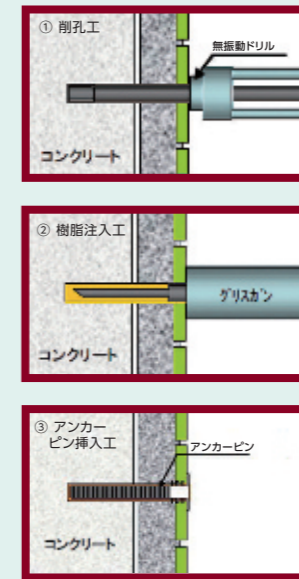 ① 削孔工
無振動ドリル
コンクリート
② 樹脂注入工
グリスガン
コンクリート
③ アンカー
ピン挿入工
アンカーピン
コンクリート